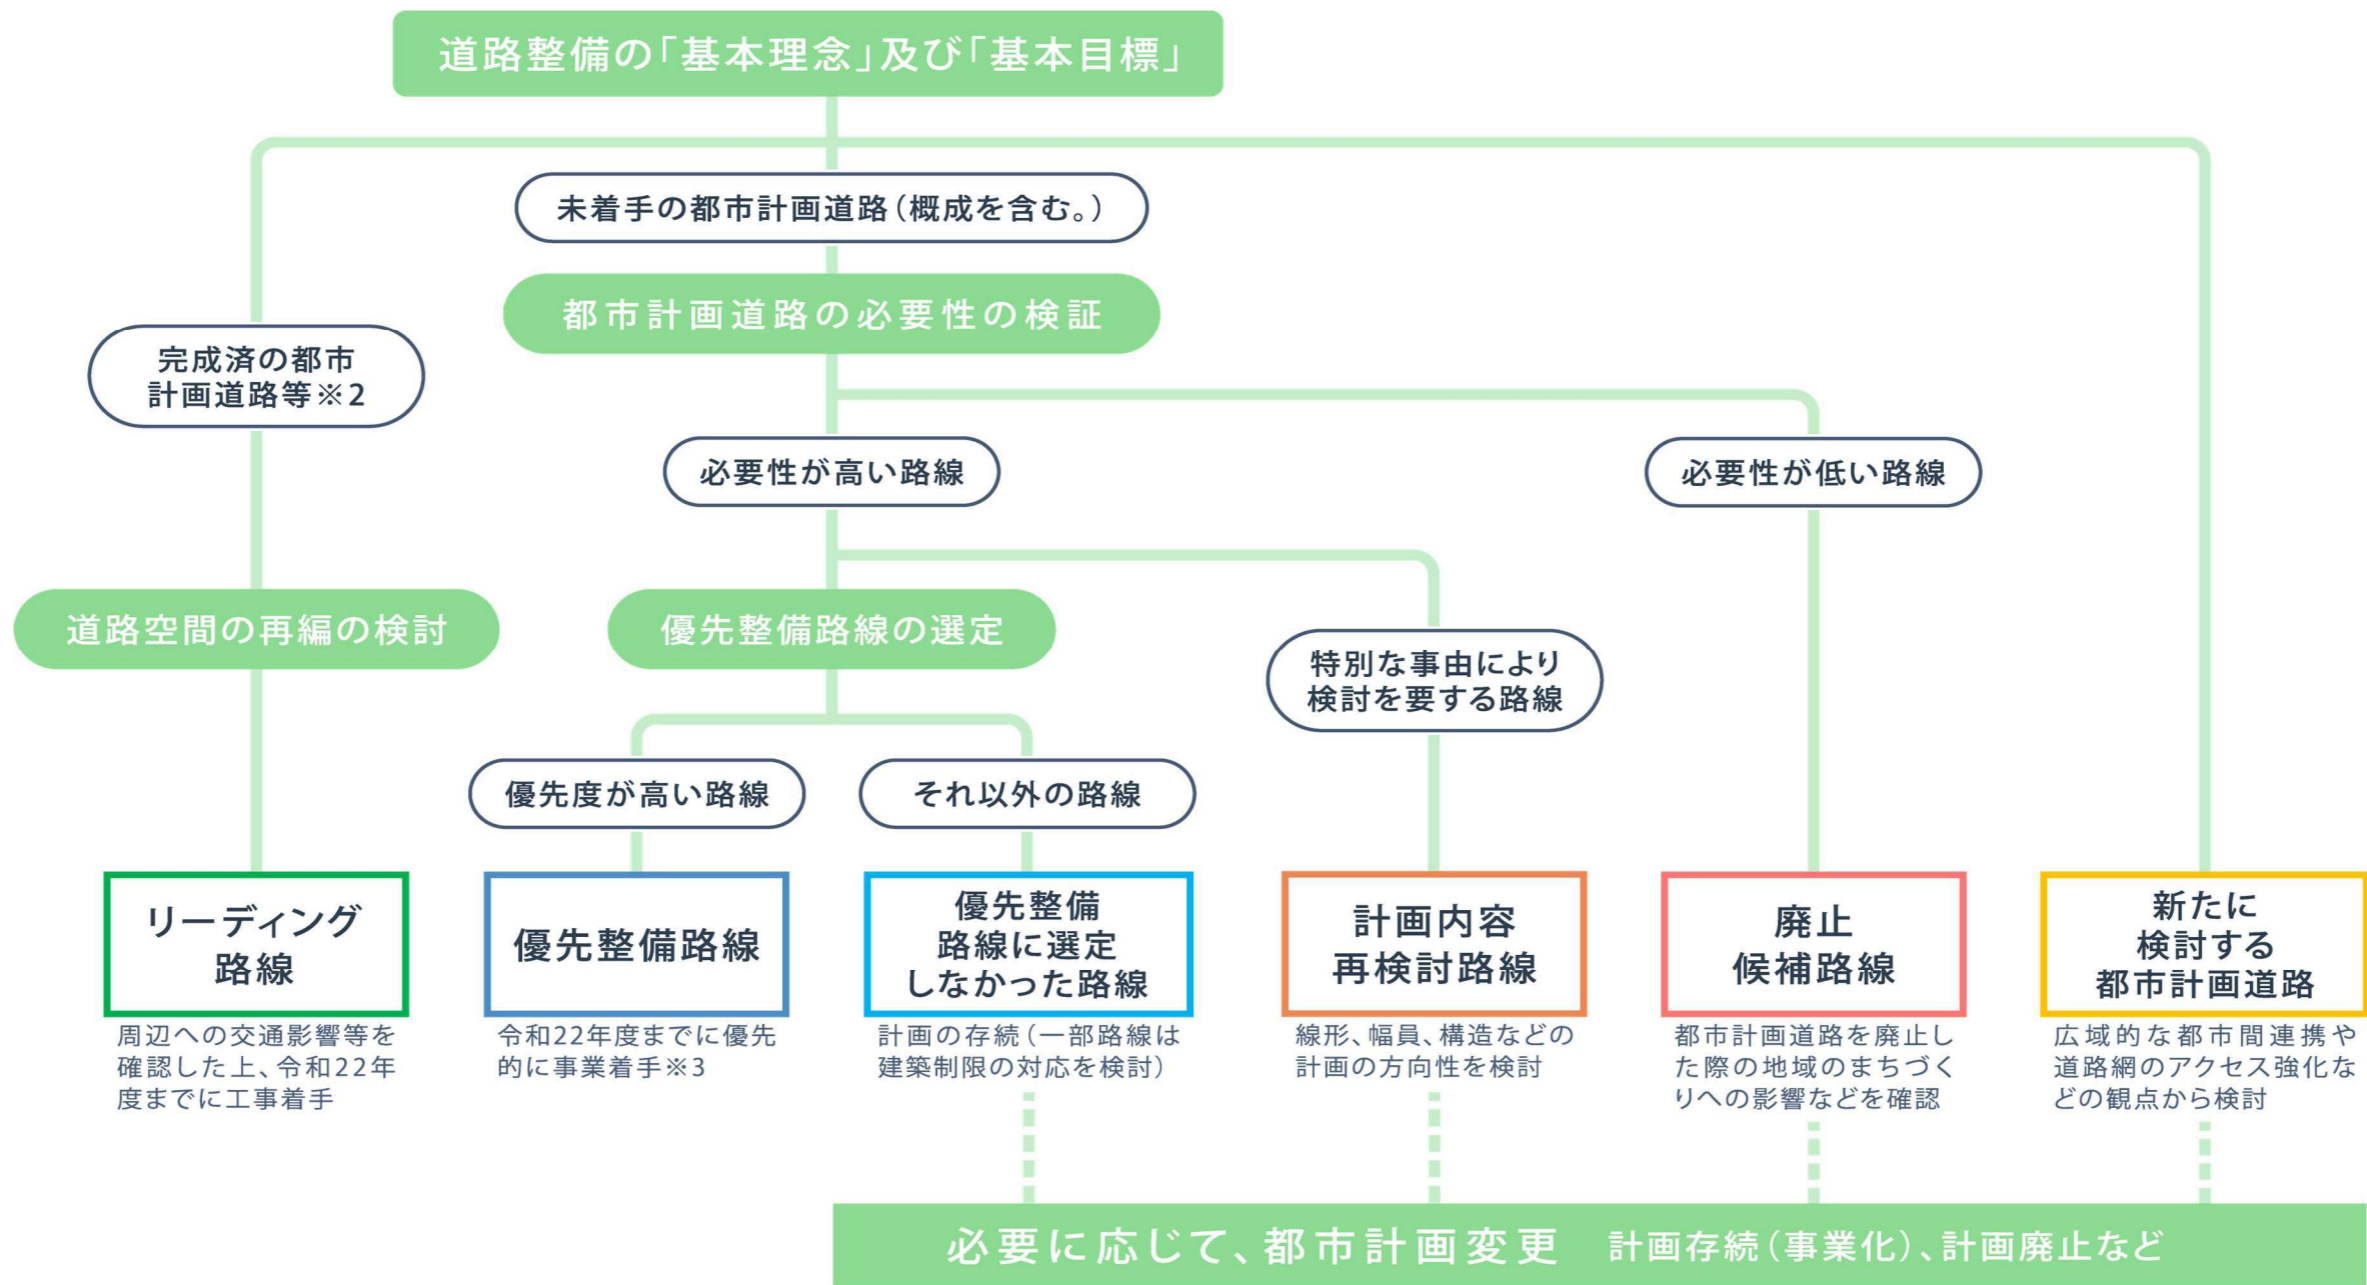 道路整備の「基本理念」及び「基本目標」
未着手の都市計画道路（概成を含む。）
都市計画道路の必要性の検証
完成済の都市
計画道路等※2
必要性が高い路線
必要性が低い路線
道路空間の再編の検討
優先整備路線の選定
特別な事由により
検討を要する路線
優先度が高い路線
それ以外の路線
リーディング
路線
周辺への交通影響等を
確認した上、令和22年
度までに工事着手
優先整備路線
令和22年度までに優先
的に事業着手※3
優先整備
路線に選定
しなかった路線
計画の存続（一部路線は
建築制限の対応を検討）
計画内容
再検討路線
線形、幅員、構造などの
計画の方向性を検討
廃止
候補路線
都市計画道路を廃止し
た際の地域のまちづく
りへの影響などを確認
新たに
検討する
都市計画道路
広域的な都市間連携や
道路網のアクセス強化な
どの観点から検討
必要に応じて、都市計画変更　計画存続（事業化）、計画廃止など